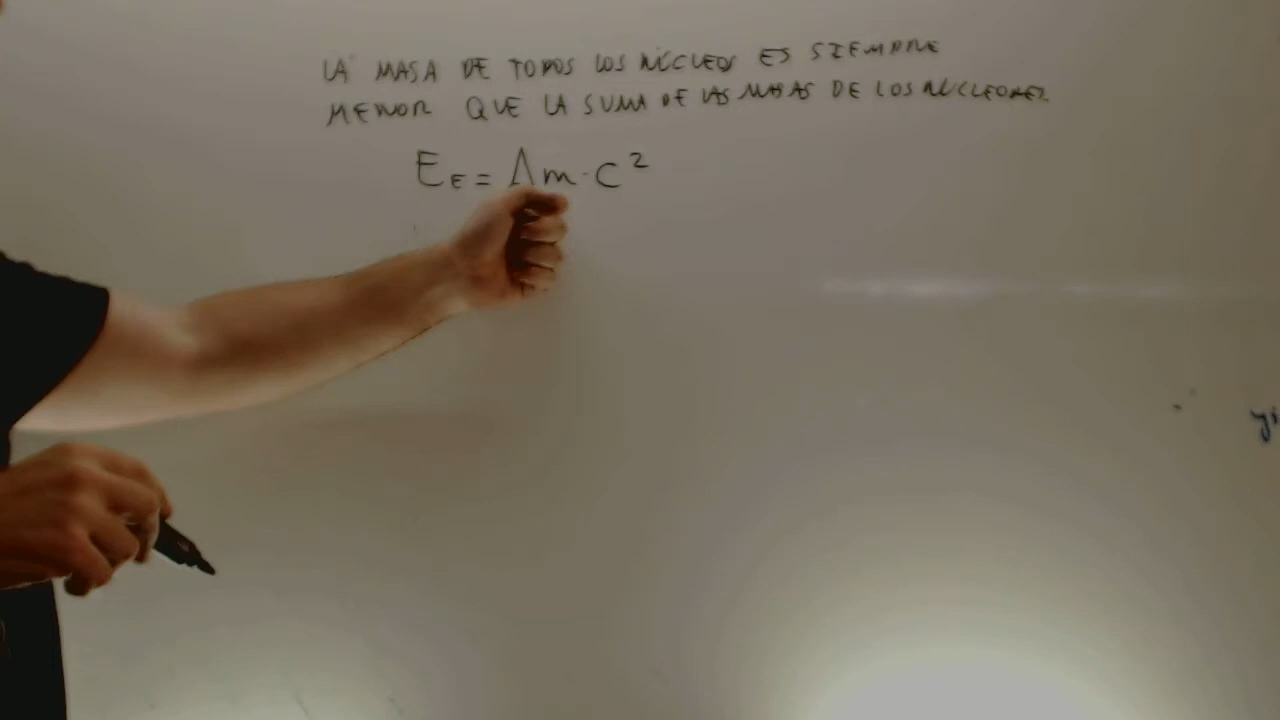 LA MASA DE TODOS LOS NÚCLEOS ES SIEMPRE
MENOR QUE LA SUMA DE LAS MASAS DE LOS NUCLEONES.
E_E = Δm · c²